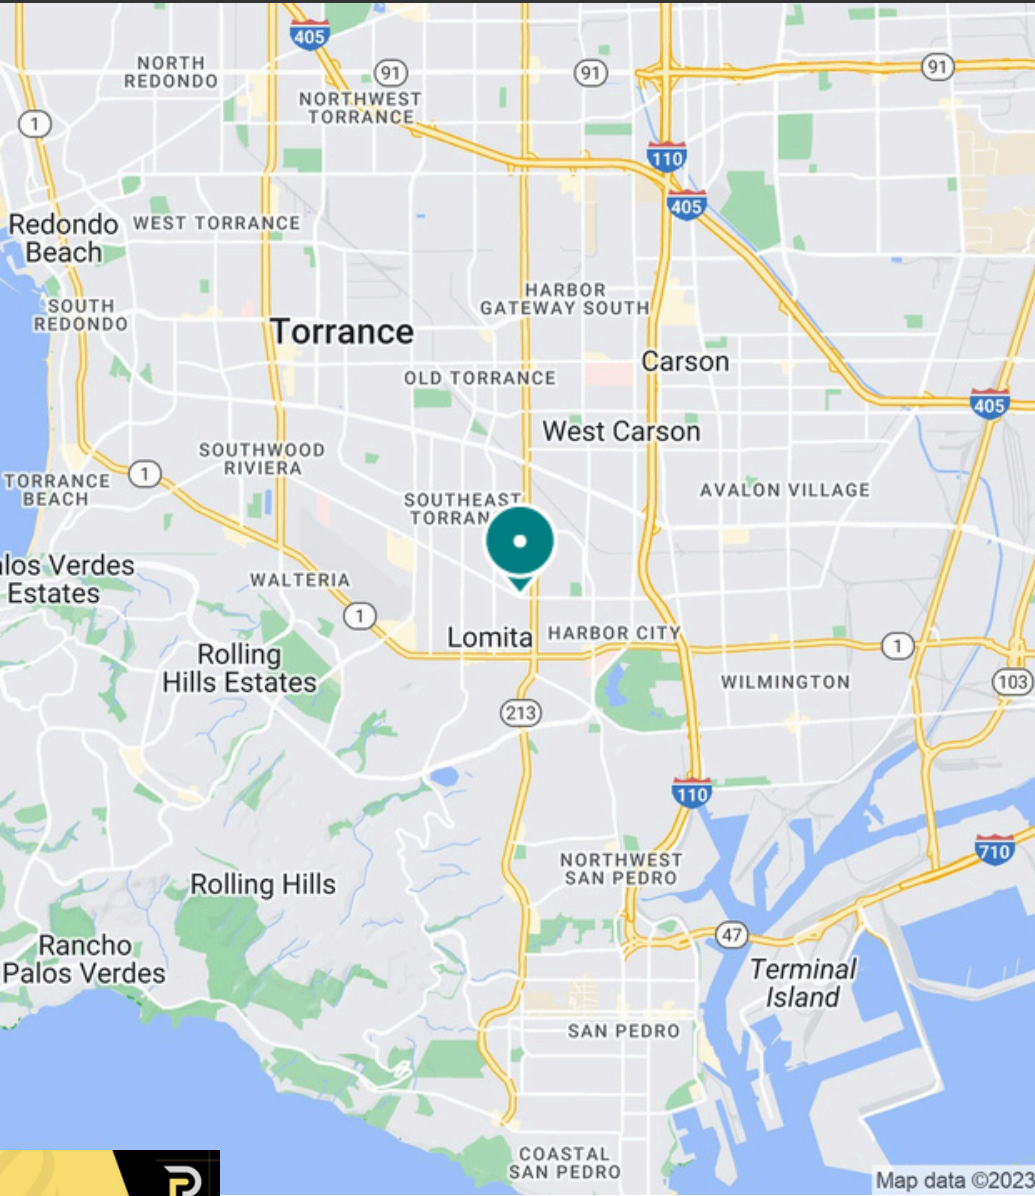 405
NORTH
REDONDO
91
91
91
NORTHWEST
TORRANCE
1
110
405
Redondo
Beach
WEST TORRANCE
SOUTH
REDONDO
HARBOR
GATEWAY SOUTH
Torrance
Carson
OLD TORRANCE
405
West Carson
SOUTHWOOD
RIVIERA
1
TORRANCE
BEACH
AVALON VILLAGE
SOUTHEAST
TORRAN
alos Verdes
Estates
WALTERIA
1
Lomita
HARBOR CITY
1
Rolling
Hills Estates
WILMINGTON
103
213
110
710
NORTHWEST
SAN PEDRO
Rolling Hills
47
Rancho
Palos Verdes
Terminal
Island
SAN PEDRO
COASTAL
SAN PEDRO
Map data ©2023